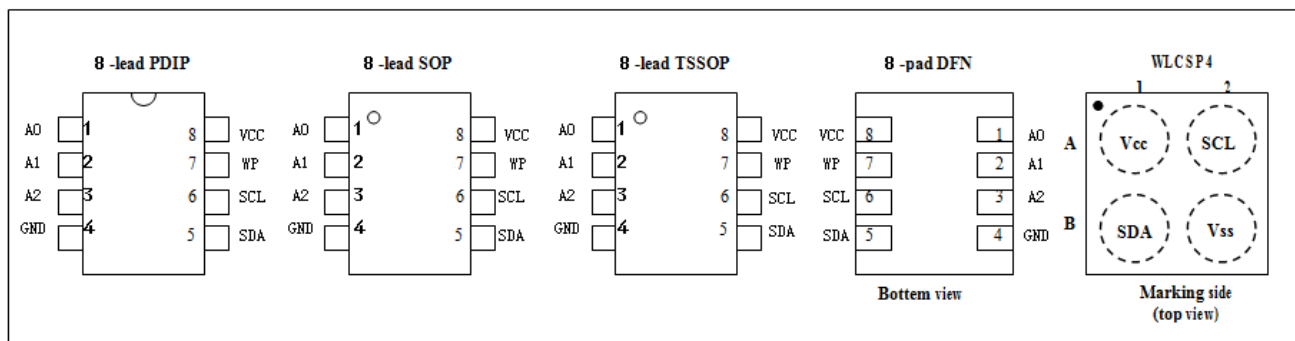 8 -lead PDIP
A0 1 8 VCC
A1 2 7 WP
A2 3 6 SCL
GND 4 5 SDA
8 -lead SOP
A0 1 8 VCC
A1 2 7 WP
A2 3 6 SCL
GND 4 5 SDA
8 -lead TSSOP
A0 1 8 VCC
A1 2 7 WP
A2 3 6 SCL
GND 4 5 SDA
8 -pad DFN
VCC 8 1 A0
WP 7 2 A1
SCL 6 3 A2
SDA 5 4 GND
Bottem view
WLCSP4
1 2
A Vcc SCL
B SDA Vss
Marking side
(top view)